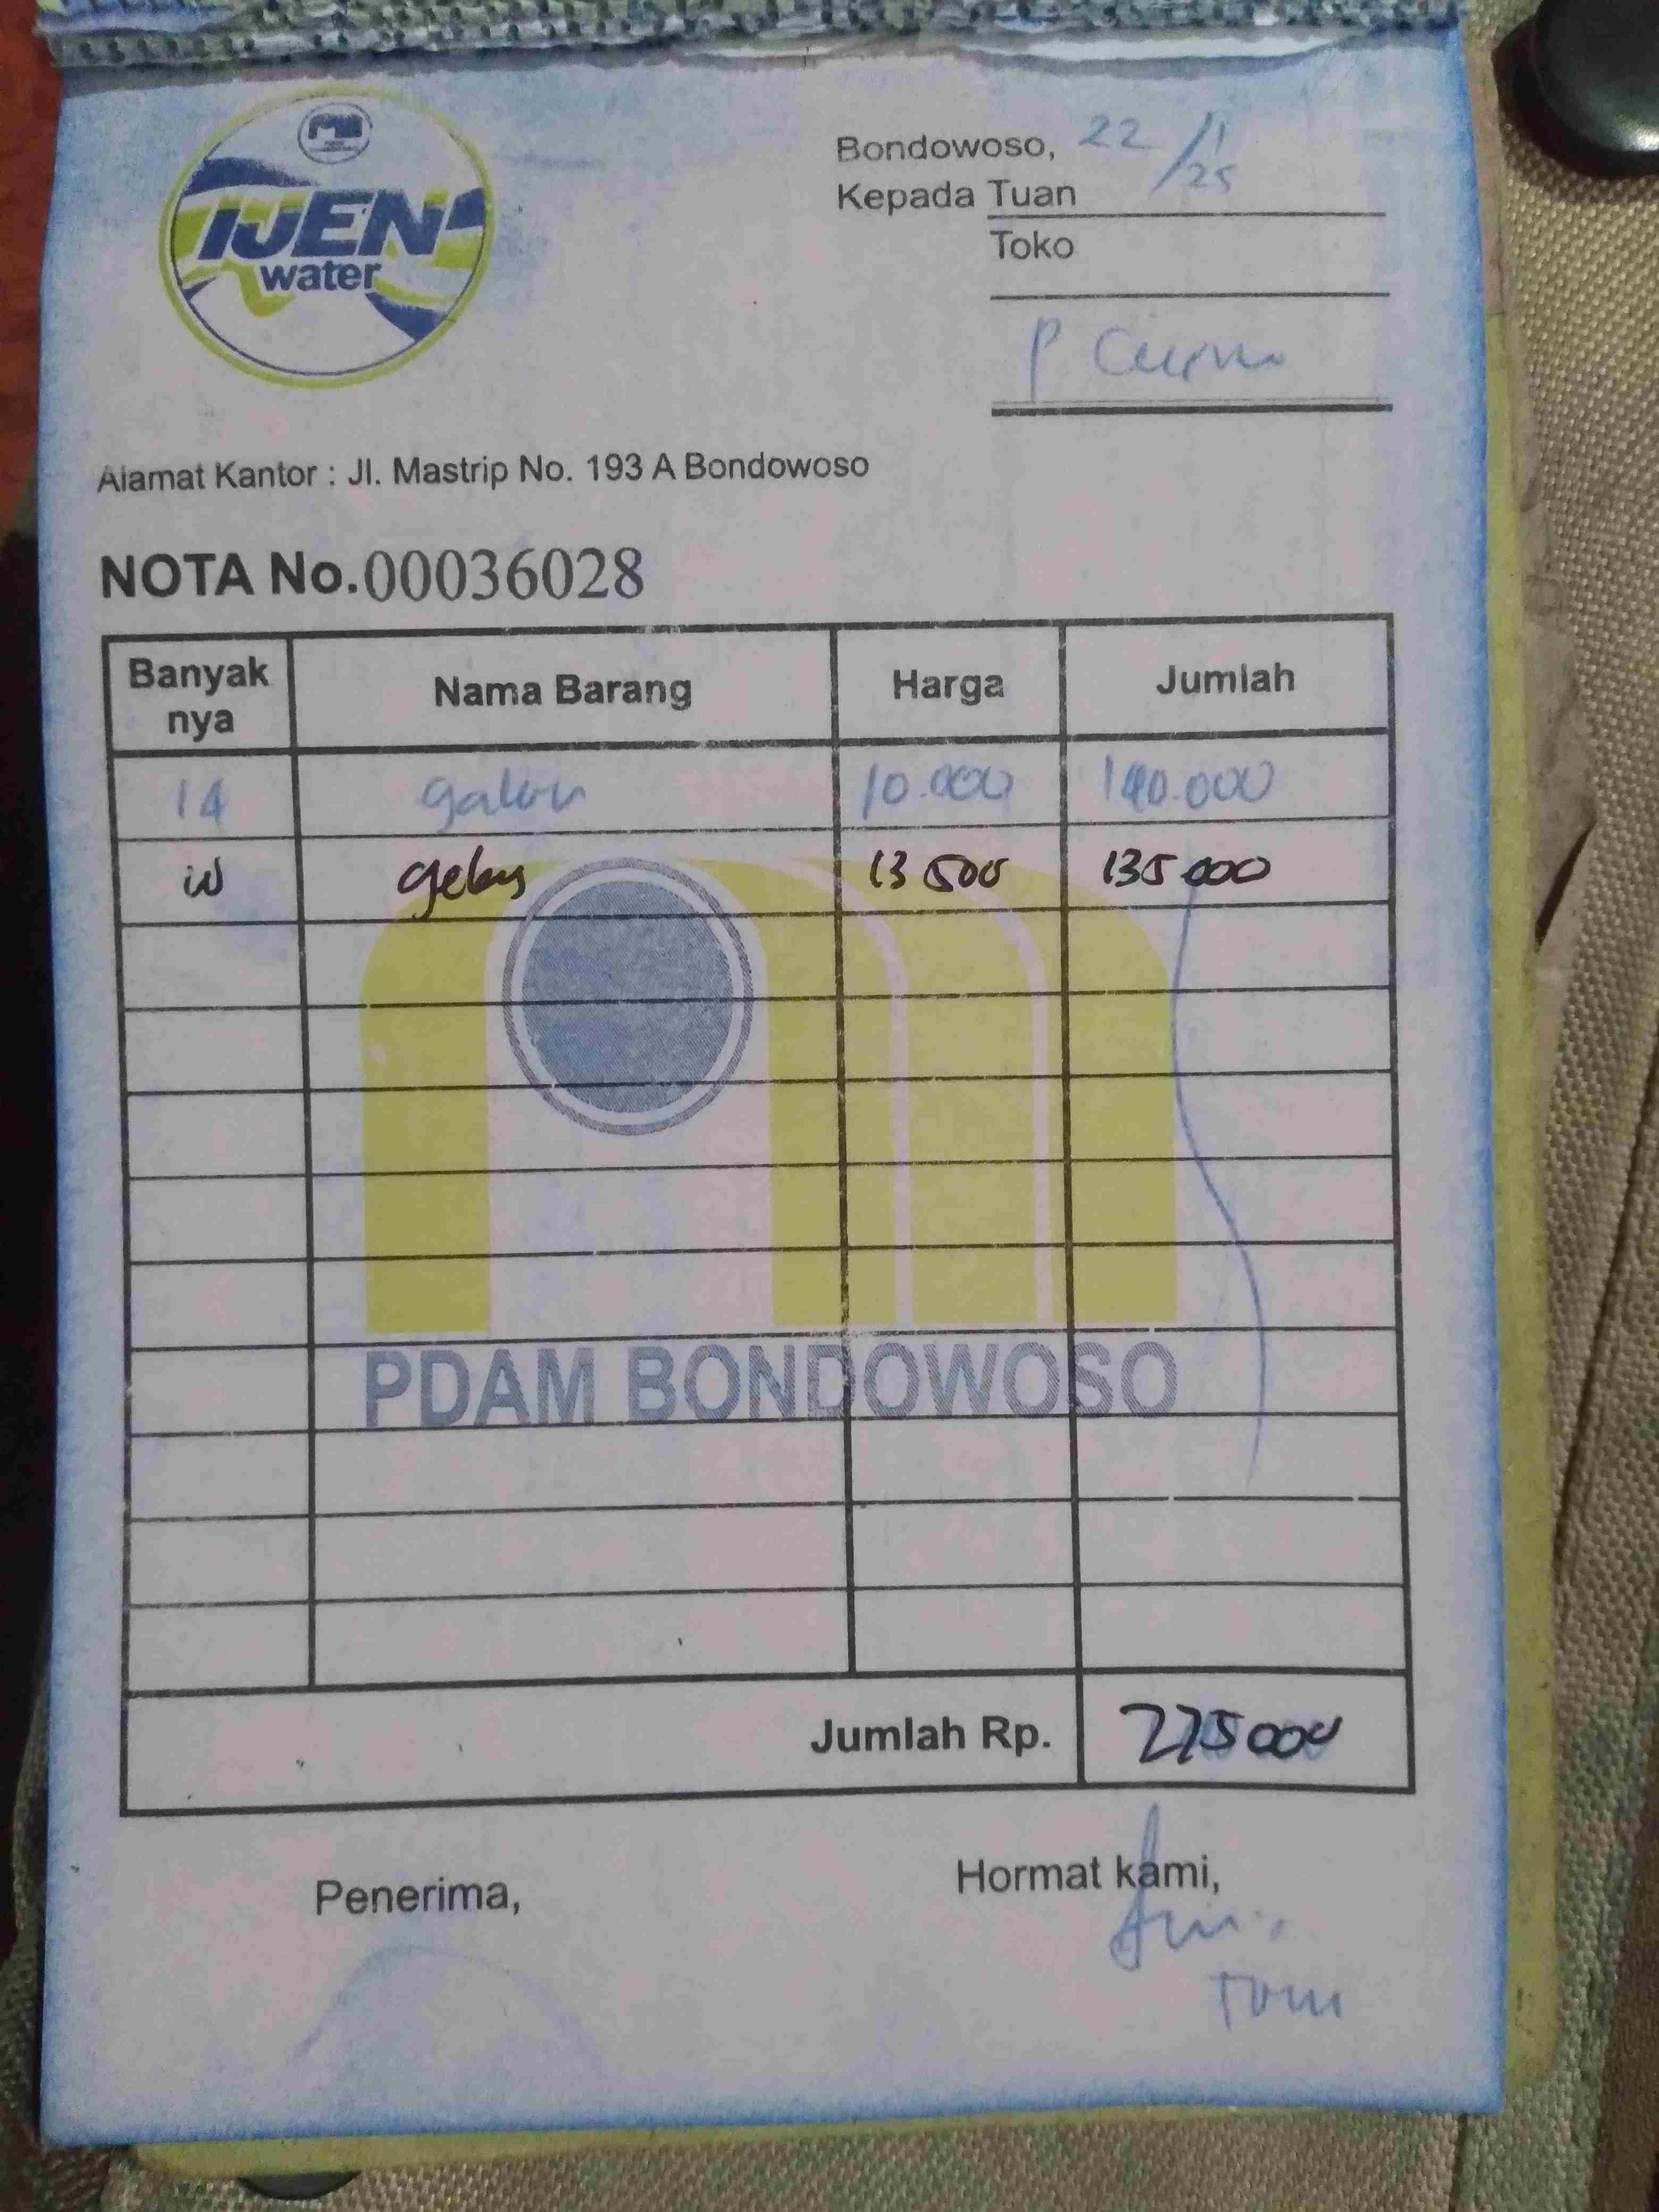 IJEN
water
Bondowoso, 22/1/25
Kepada Tuan
Toko
P
Alamat Kantor : Jl. Mastrip No. 193 A Bondowoso
NOTA No. 00036028
Banyak nya Nama Barang Harga Jumlah
14 galon 10.000 140.000
10 gelas 13 500 135 000
PDAM BONDOWOSO
Jumlah Rp. 275 000
Penerima, Hormat kami,